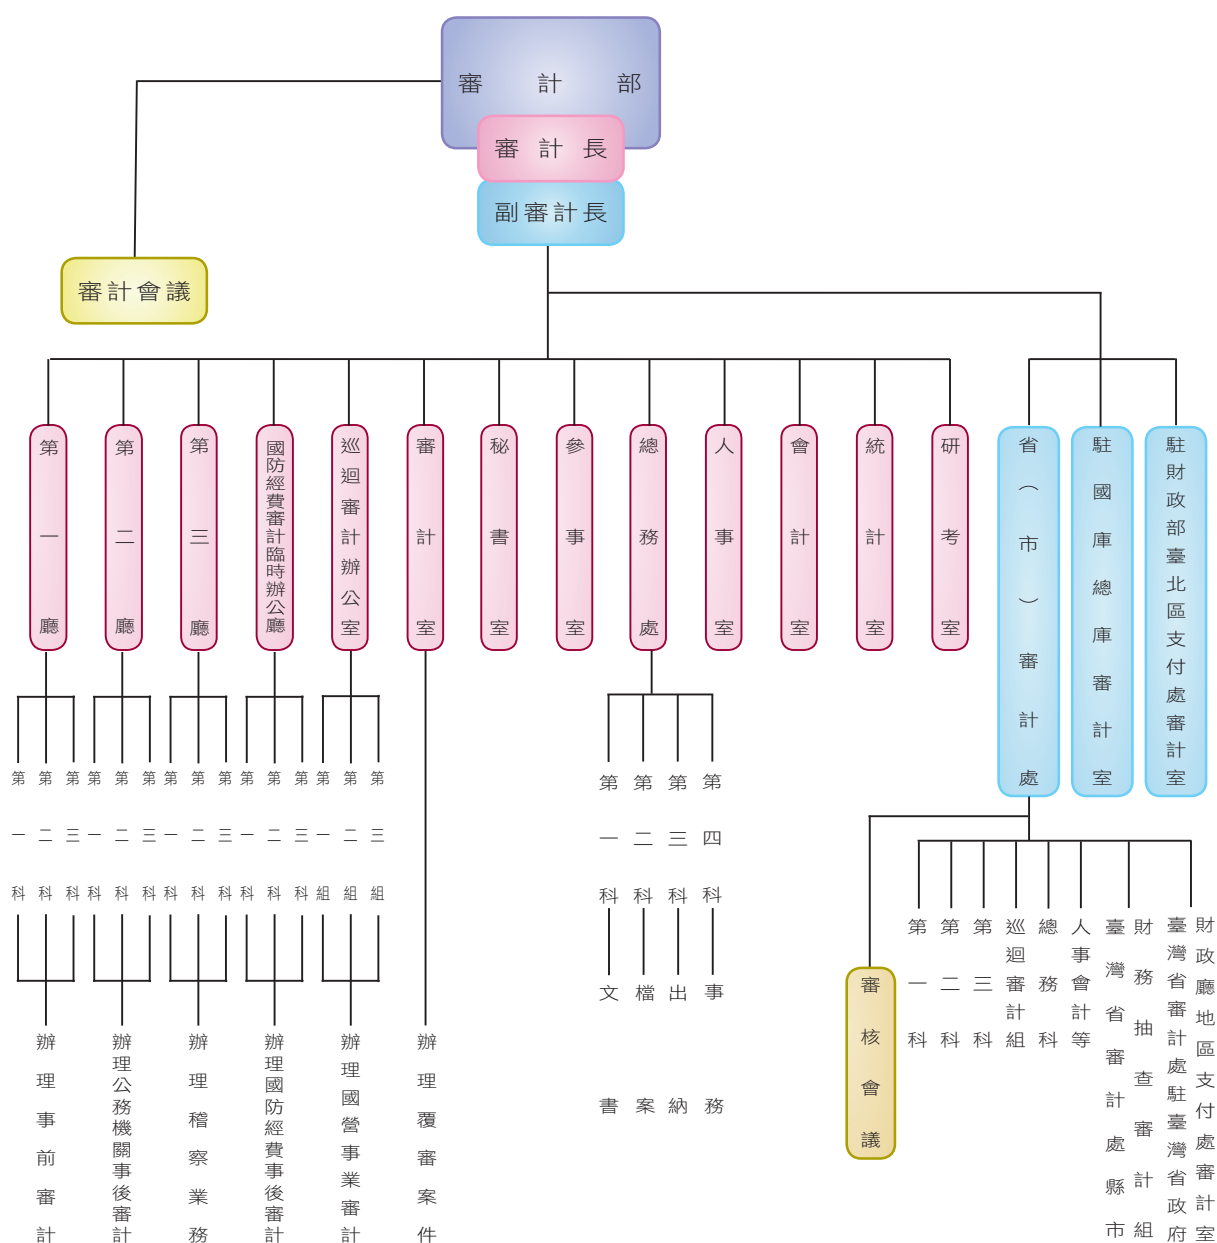 審計部
審計長
副審計長
審計會議
第一廳
第二廳
第三廳
國防經費審計臨時辦公廳
巡迴審計辦公室
審計室
秘書室
參事室
總務處
人事室
會計室
統計室
研考室
省（市）審計處
駐國庫總庫審計室
駐財政部臺北區支付處審計室
第一科
第二科
第三科
第一科
第二科
第三科
第一科
第二科
第三科
第一科
第二科
第三科
第一組
第二組
第三組
第一科
第二科
第三科
第四科
文書
檔案
出納
事務
辦理事前審計
辦理公務機關事後審計
辦理稽察業務
辦理國防經費事後審計
辦理國營事業審計
辦理覆審案件
審核會議
第一科
第二科
第三科
巡迴審計組
總務科
人事會計等
財務抽查審計組
臺灣省審計處縣市
財政廳地區支付處審計室
臺灣省審計處駐臺灣省政府